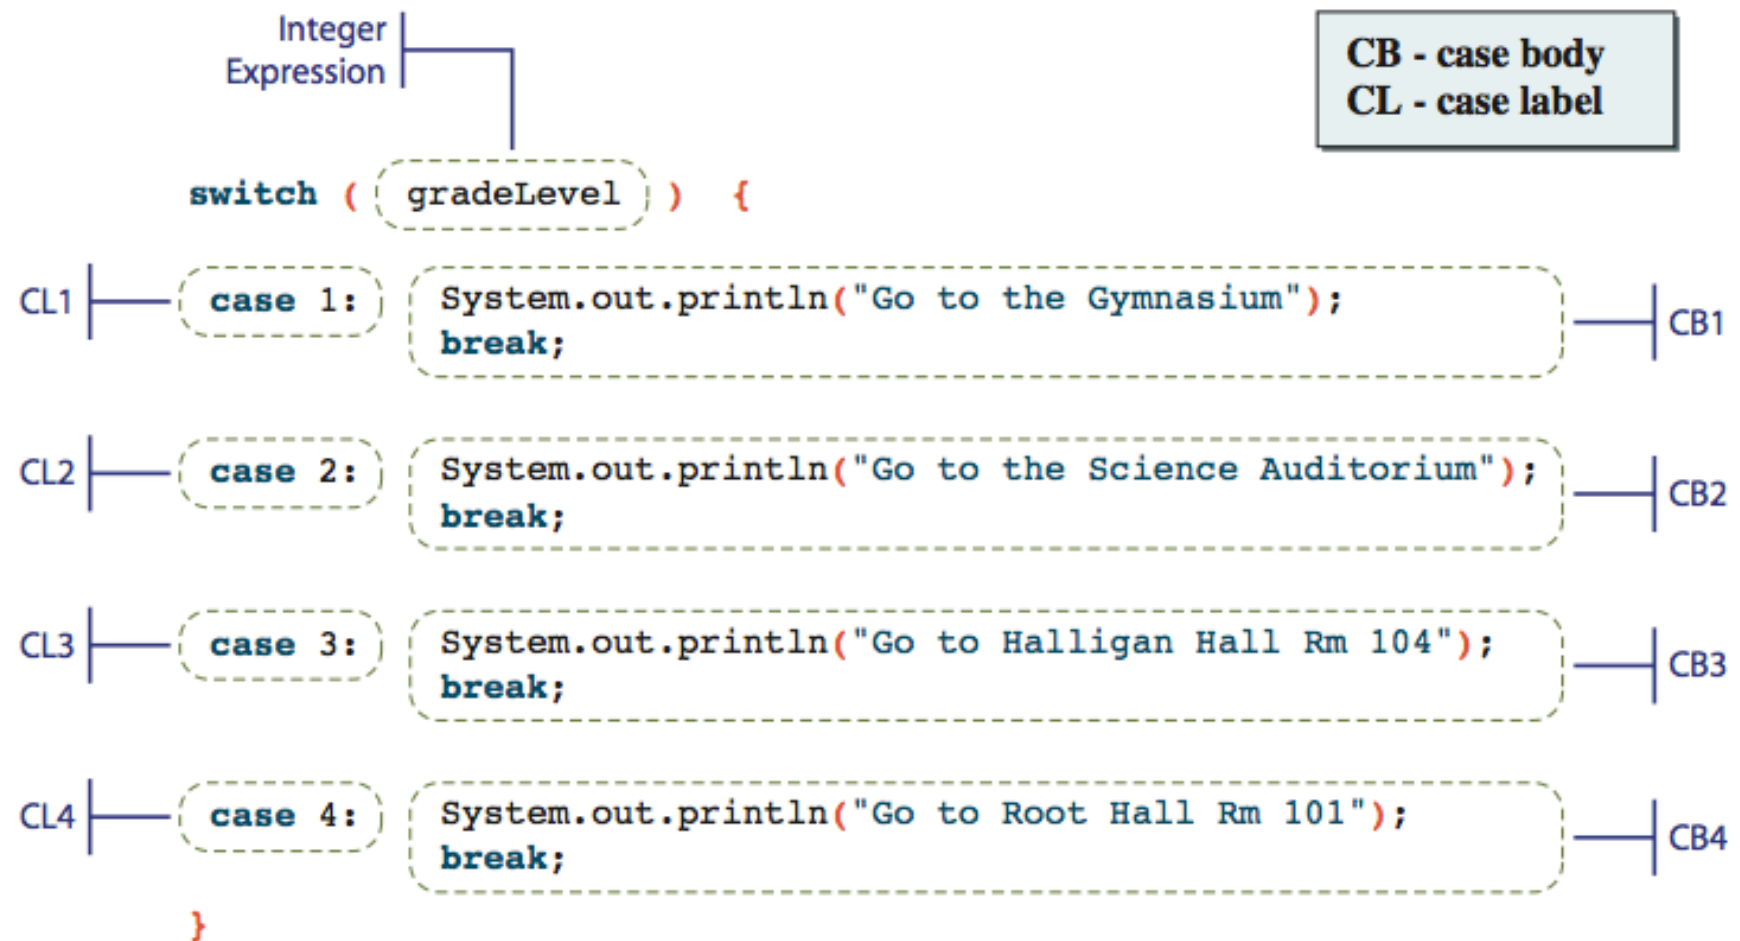 Integer
Expression
CB - case body
CL - case label
switch ( gradeLevel ) {
CL1 case 1: System.out.println("Go to the Gymnasium");
break;
CB1
CL2 case 2: System.out.println("Go to the Science Auditorium");
break;
CB2
CL3 case 3: System.out.println("Go to Halligan Hall Rm 104");
break;
CB3
CL4 case 4: System.out.println("Go to Root Hall Rm 101");
break;
CB4
}